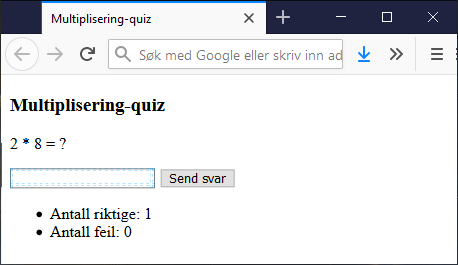 Multiplisering-quiz
Søk med Google eller skriv inn ad
Multiplisering-quiz
2 * 8 = ?
Send svar
Antall riktige: 1
Antall feil: 0